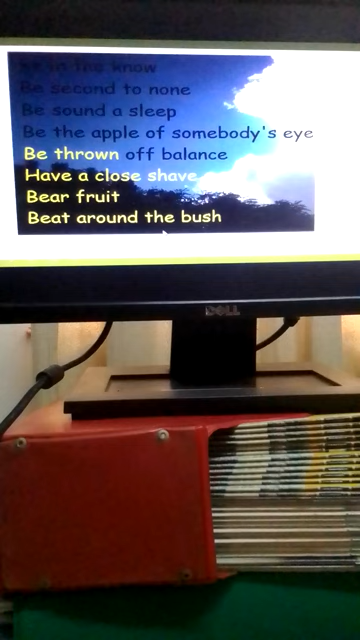 Be in the know
Be second to none
Be sound a sleep
Be the apple of somebody's eye
Be thrown off balance
Have a close shave
Bear fruit
Beat around the bush
DELL